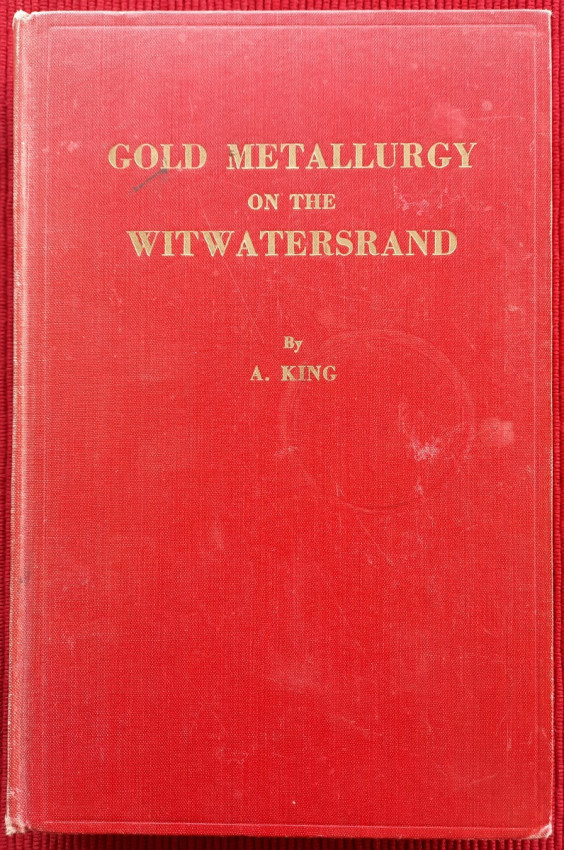 GOLD METALLURGY
ON THE
WITWATERSRAND
By
A. KING